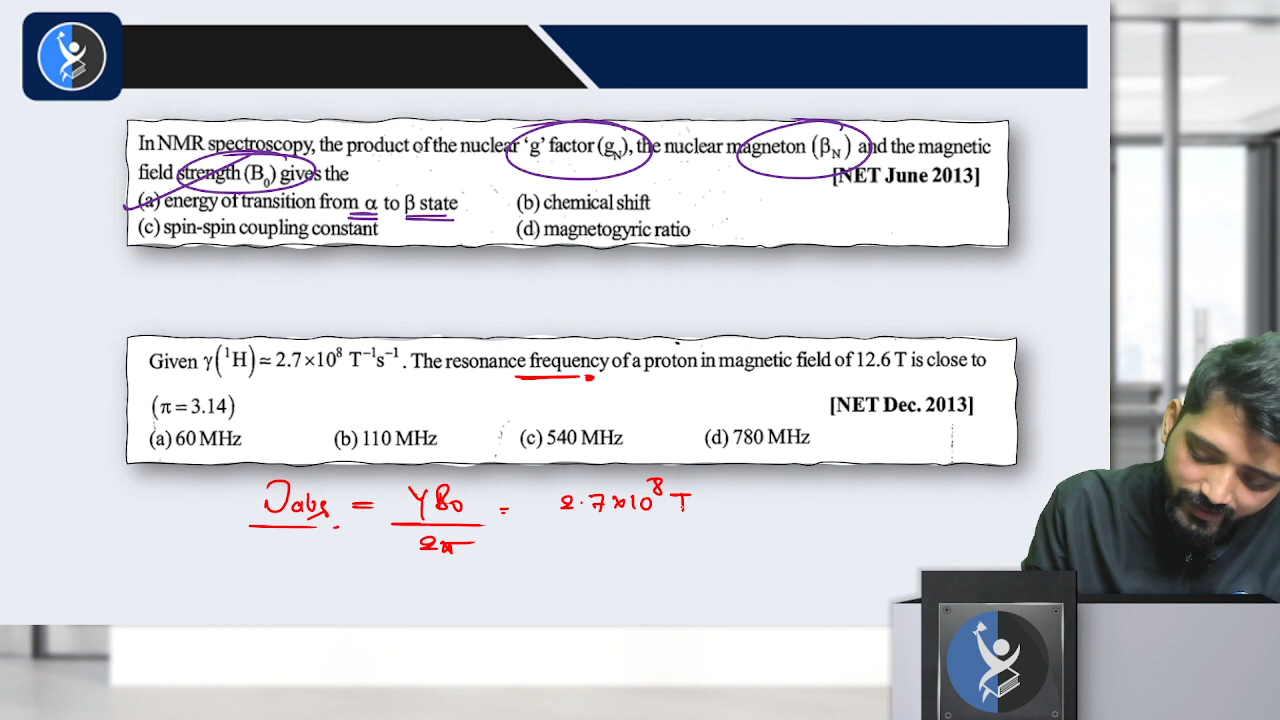 In NMR spectroscopy, the product of the nuclear 'g' factor (g_N), the nuclear magneton (β_N) and the magnetic
field strength (B₀) gives the [NET June 2013]
(a) energy of transition from α to β state (b) chemical shift
(c) spin-spin coupling constant (d) magnetogyric ratio
Given γ(¹H) ≃ 2.7×10⁸ T⁻¹s⁻¹. The resonance frequency of a proton in magnetic field of 12.6 T is close to
(π = 3.14) [NET Dec. 2013]
(a) 60 MHz (b) 110 MHz (c) 540 MHz (d) 780 MHz
νabs = γB₀ = 2.7×10⁸ T
2π